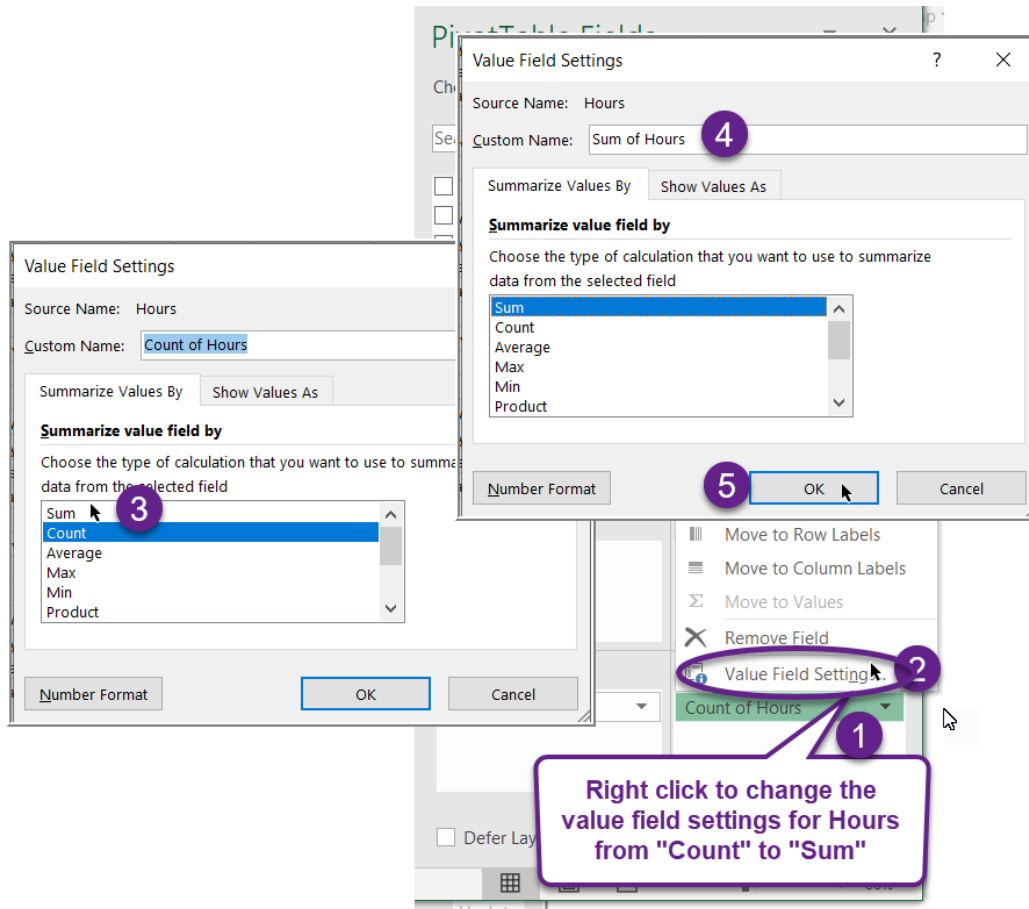 PivotTable Fields
Value Field Settings
?
Source Name: Hours
Custom Name: Sum of Hours
4
Summarize Values By
Show Values As
Summarize value field by
Choose the type of calculation that you want to use to summarize
data from the selected field
Sum
Count
Average
Max
Min
Product
Number Format
5
OK
Cancel
Value Field Settings
Source Name: Hours
Custom Name: Count of Hours
Summarize Values By
Show Values As
Summarize value field by
Choose the type of calculation that you want to use to summa
data from the selected field
Sum
3
Count
Average
Max
Min
Product
Number Format
OK
Cancel
Move to Row Labels
Move to Column Labels
Σ Move to Values
Remove Field
Value Field Settings...
2
Count of Hours
1
Right click to change the
value field settings for Hours
from "Count" to "Sum"
Defer Lay